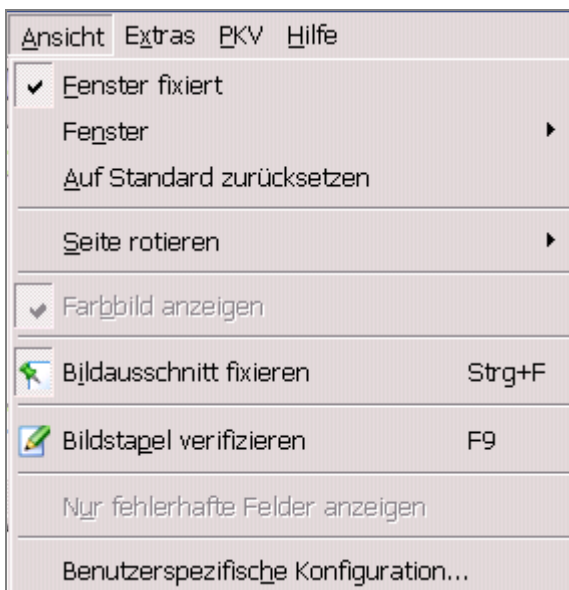 Ansicht Extras PKV Hilfe
Fenster fixiert
Fenster
Auf Standard zurücksetzen
Seite rotieren
Farbbild anzeigen
Bildausschnitt fixieren Strg+F
Bildstapel verifizieren F9
Nur fehlerhafte Felder anzeigen
Benutzerspezifische Konfiguration...